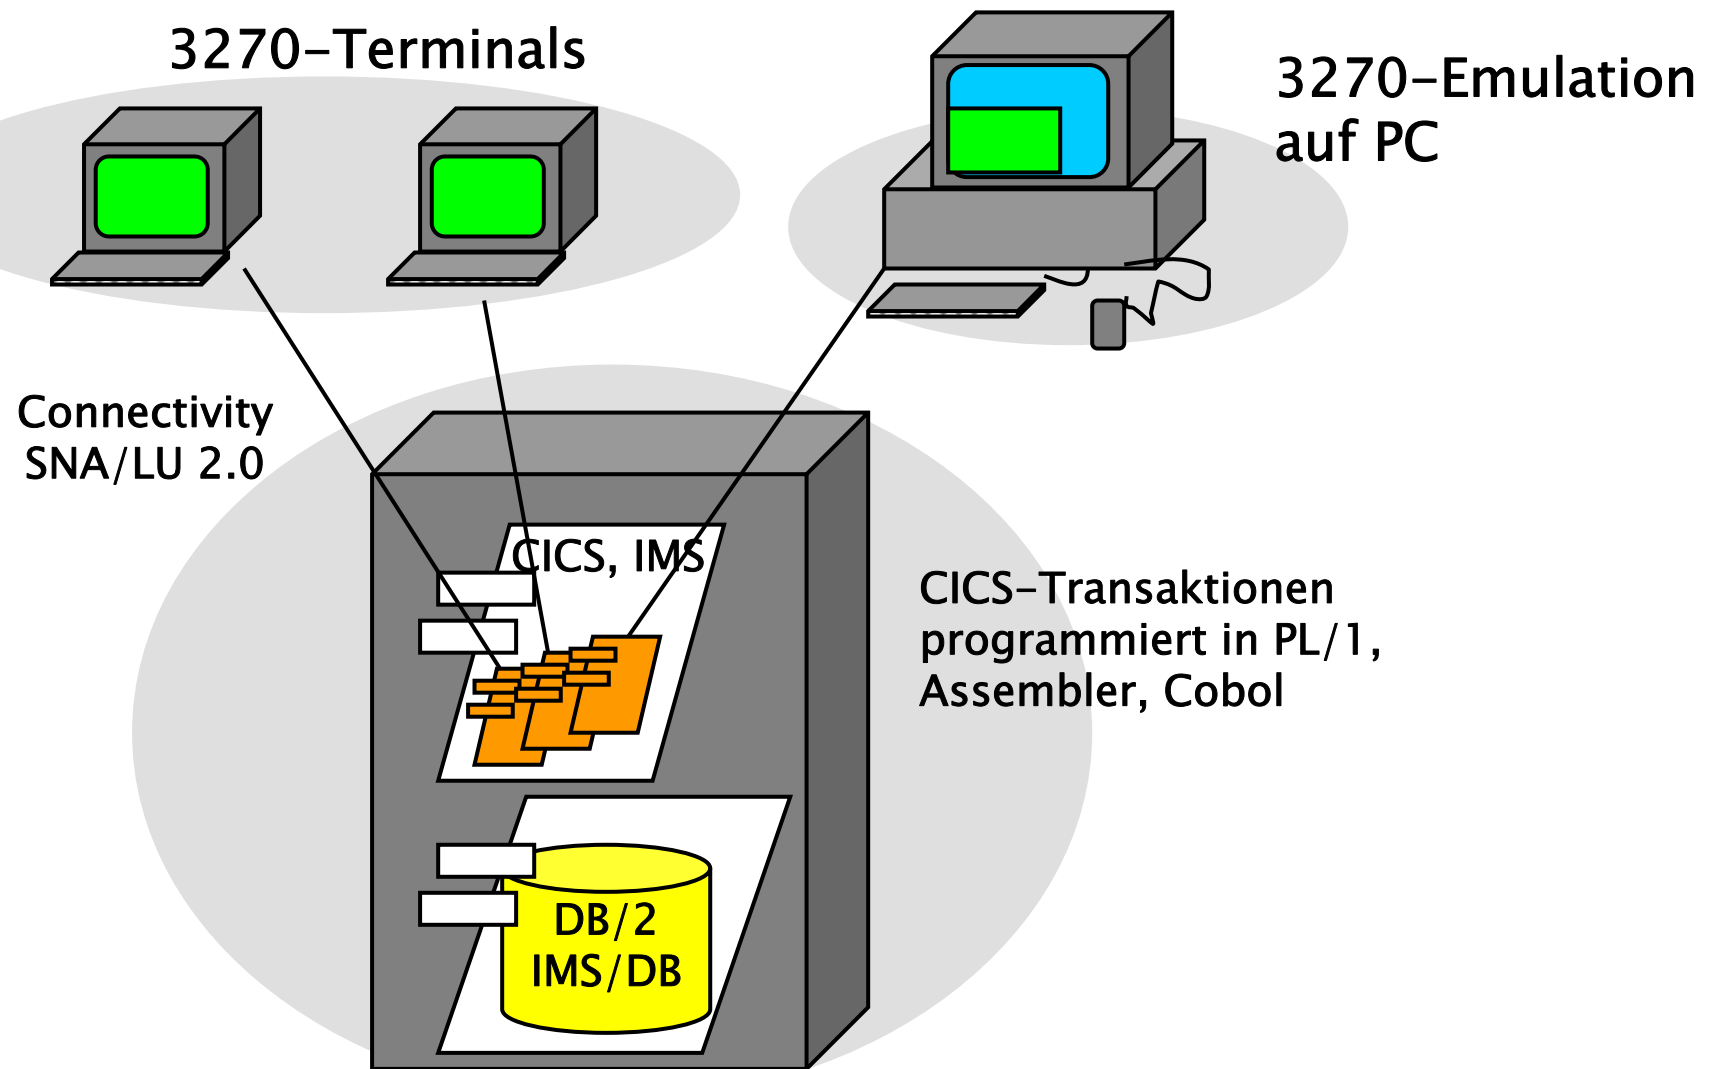 3270-Terminals
3270-Emulation
auf PC
Connectivity
SNA/LU 2.0
CICS, IMS
CICS-Transaktionen
programmiert in PL/1,
Assembler, Cobol
DB/2
IMS/DB